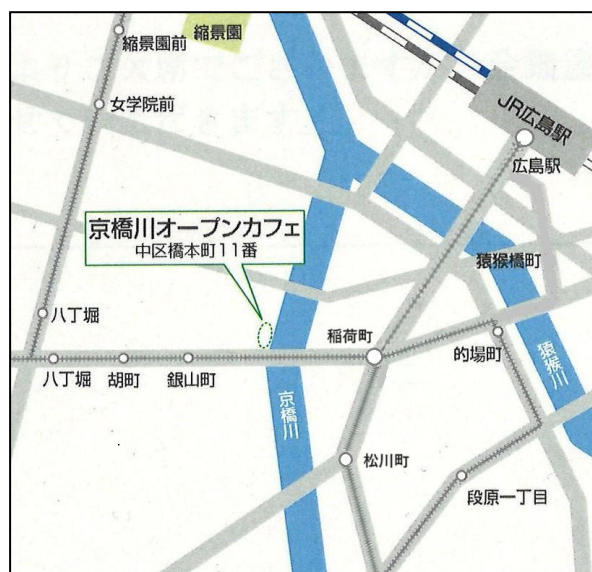 縮景園
縮景園前
女学院前
JR広島駅
広島駅
京橋川オープンカフェ
中区橋本町11番
猿猴橋町
八丁堀
稲荷町
的場町
猿猴川
八丁堀
胡町
銀山町
京橋川
松川町
段原一丁目